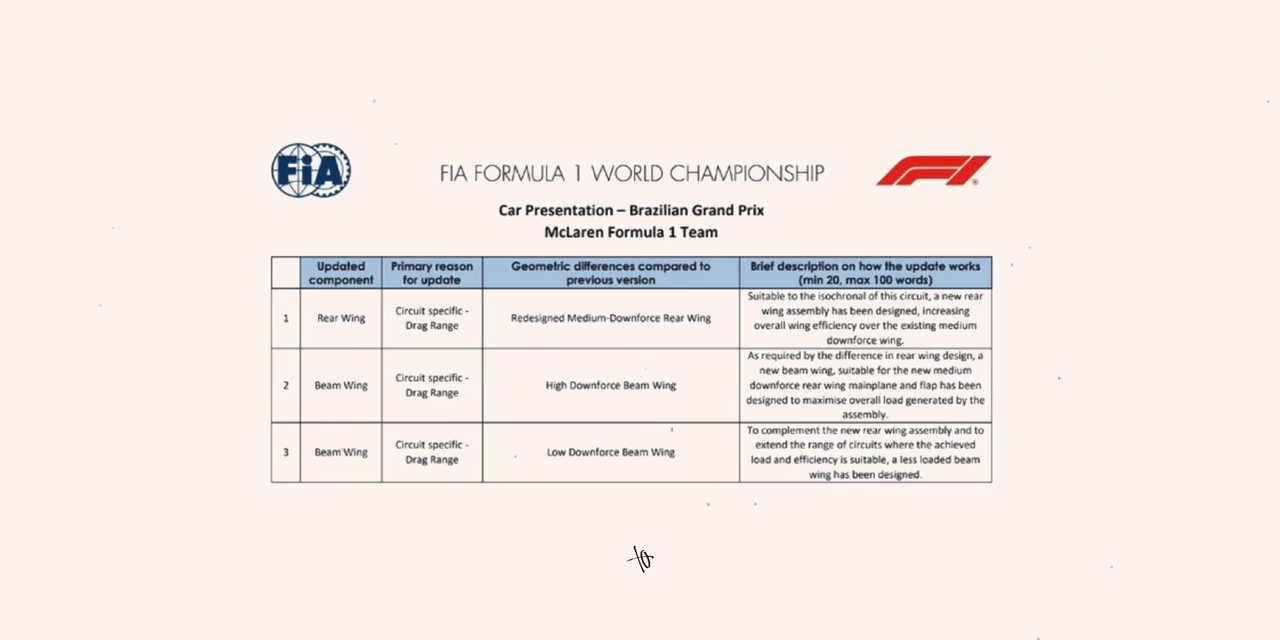 FiA
FIA FORMULA 1 WORLD CHAMPIONSHIP
F1
Car Presentation – Brazilian Grand Prix
McLaren Formula 1 Team
Updated component
Primary reason for update
Geometric differences compared to previous version
Brief description on how the update works (min 20, max 100 words)
1
Rear Wing
Circuit specific -
Drag Range
Redesigned Medium-Downforce Rear Wing
Suitable to the isochronal of this circuit, a new rear
wing assembly has been designed, increasing
overall wing efficiency over the existing medium
downforce wing.
2
Beam Wing
Circuit specific -
Drag Range
High Downforce Beam Wing
As required by the difference in rear wing design, a
new beam wing, suitable for the new medium
downforce rear wing mainplane and flap has been
designed to maximise overall load generated by the
assembly.
3
Beam Wing
Circuit specific -
Drag Range
Low Downforce Beam Wing
To complement the new rear wing assembly and to
extend the range of circuits where the achieved
load and efficiency is suitable, a less loaded beam
wing has been designed.